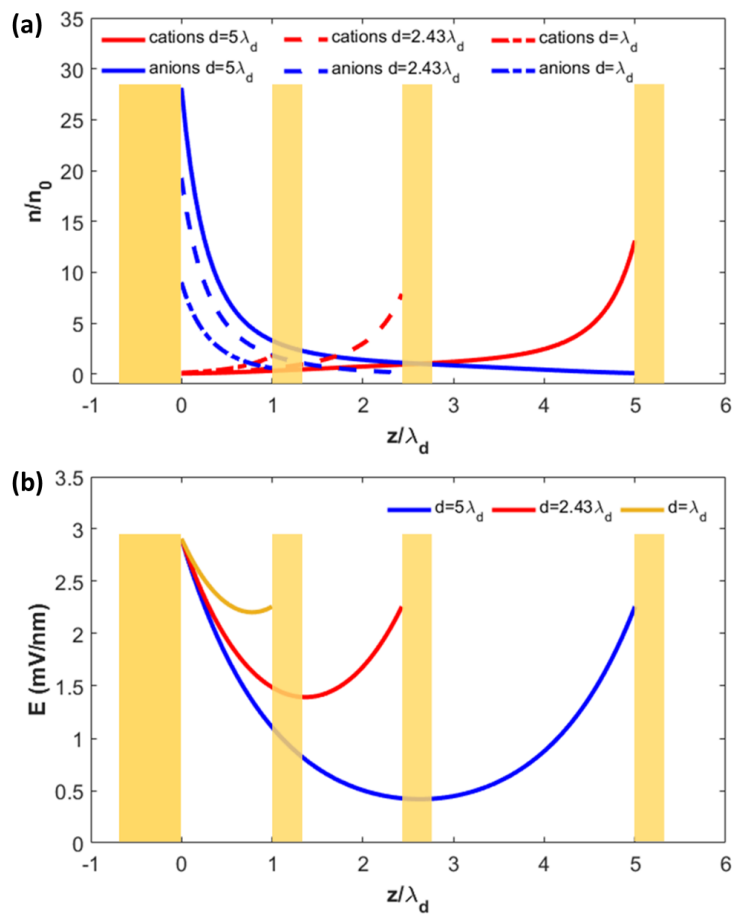 (a)
cations d=5λd cations d=2.43λd cations d=λd
anions d=5λd anions d=2.43λd anions d=λd
35
30
25
20
15
10
5
0
n/n0
-1 0 1 2 3 4 5 6
z/λd
(b)
3.5
d=5λd d=2.43λd d=λd
3
2.5
2
1.5
1
0.5
0
E (mV/nm)
-1 0 1 2 3 4 5 6
z/λd